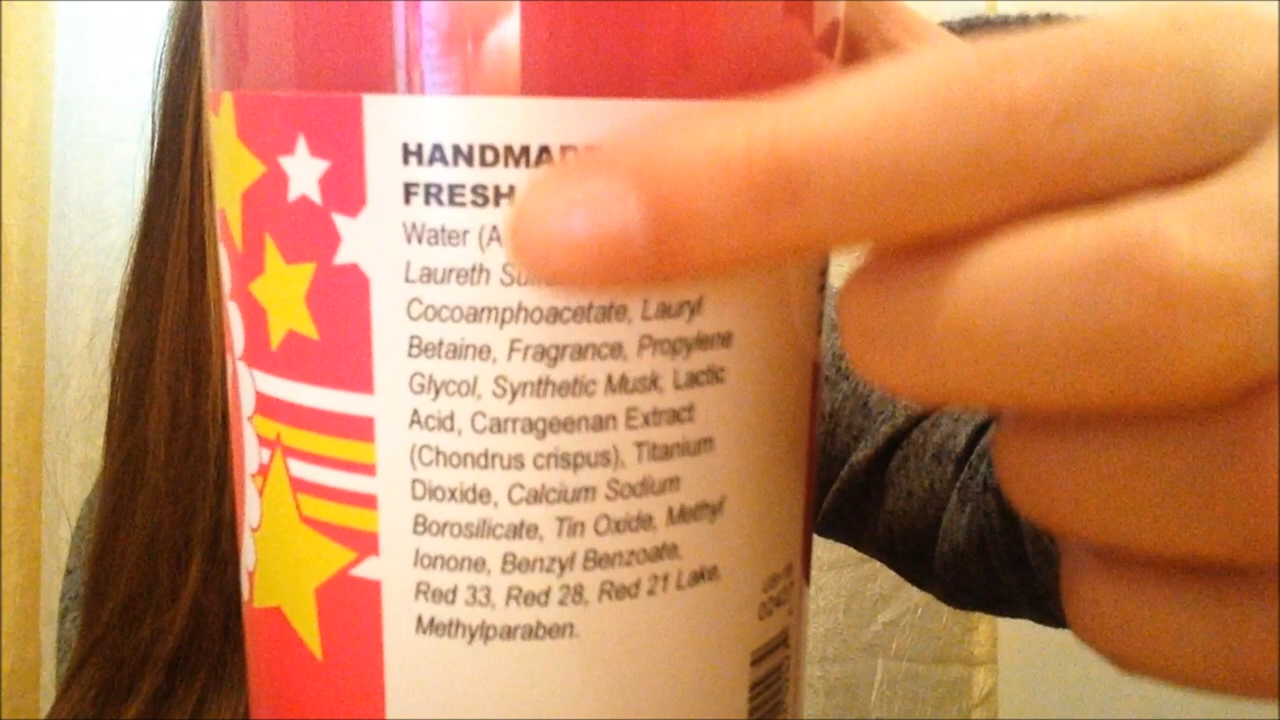 HANDMADE
FRESH
Water (A
Laureth
Cocoamphoacetate, Lauryl
Betaine, Fragrance, Propylene
Glycol, Synthetic Musk, Lactic
Acid, Carrageenan Extract
(Chondrus crispus), Titanium
Dioxide, Calcium Sodium
Borosilicate, Tin Oxide, Methyl
Ionone, Benzyl Benzoate,
Red 33, Red 28, Red 21 Lake,
Methylparaben.